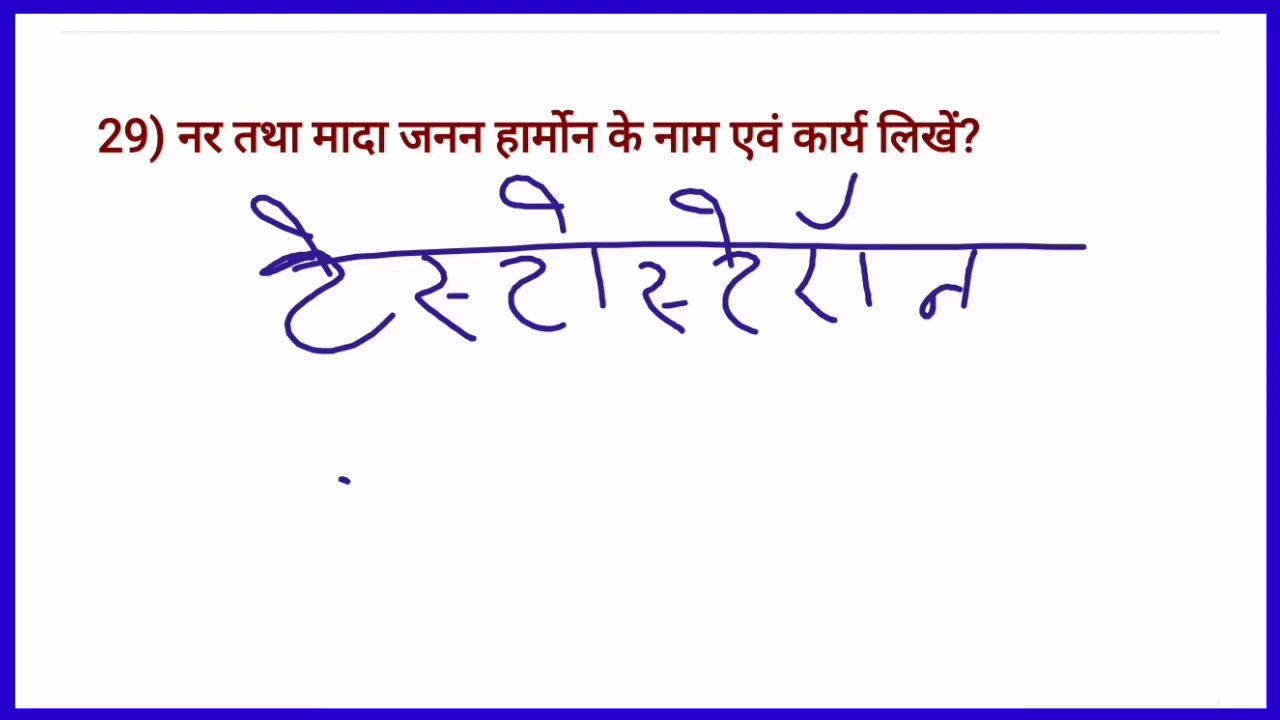 29) नर तथा मादा जनन हार्मोन के नाम एवं कार्य लिखें?
टेस्टोस्टेरॉन